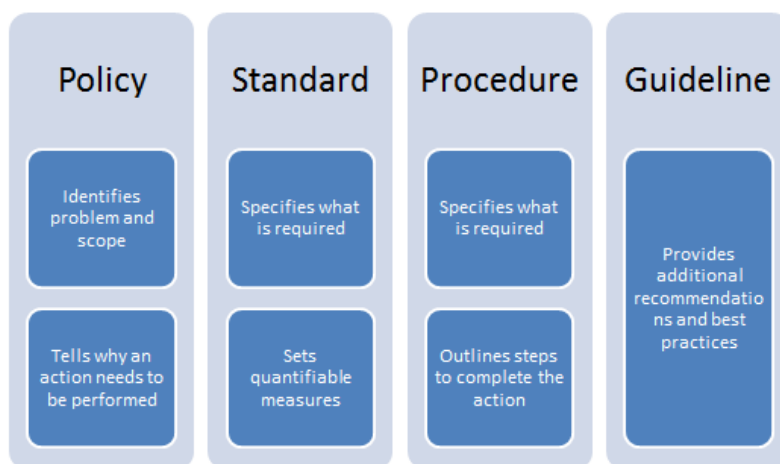 Policy
Identifies
problem and
scope
Tells why an
action needs to
be performed
Standard
Specifies what
is required
Sets
quantifiable
measures
Procedure
Specifies what
is required
Outlines steps
to complete the
action
Guideline
Provides
additional
recommendatio
ns and best
practices